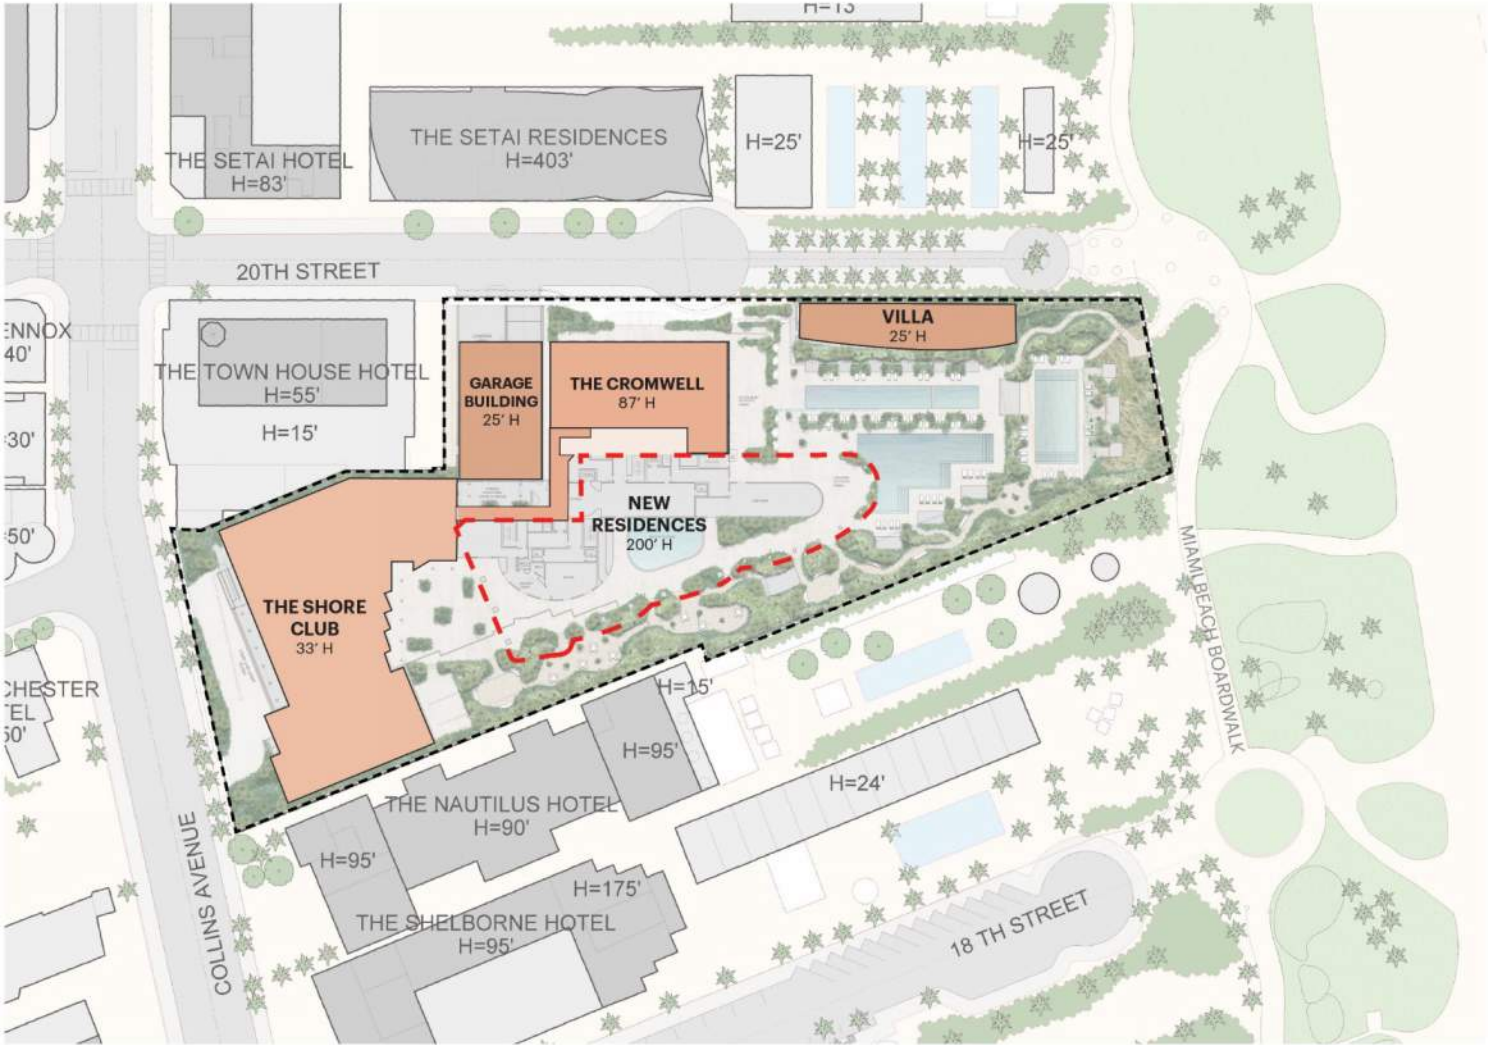 H=13
THE SETAI RESIDENCES
H=403'
THE SETAI HOTEL
H=83'
H=25'
H=25'
20TH STREET
VILLA
25' H
ENNOX
40'
THE TOWN HOUSE HOTEL
H=55'
H=15'
GARAGE
BUILDING
25' H
THE CROMWELL
87' H
=30'
=50'
NEW
RESIDENCES
200' H
THE SHORE
CLUB
33' H
MIAMI BEACH BOARDWALK
CHESTER
TEL
50'
H=15'
H=95'
THE NAUTILUS HOTEL
H=90'
H=24'
H=95'
H=175'
THE SHELBORNE HOTEL
H=95'
COLLINS AVENUE
18 TH STREET